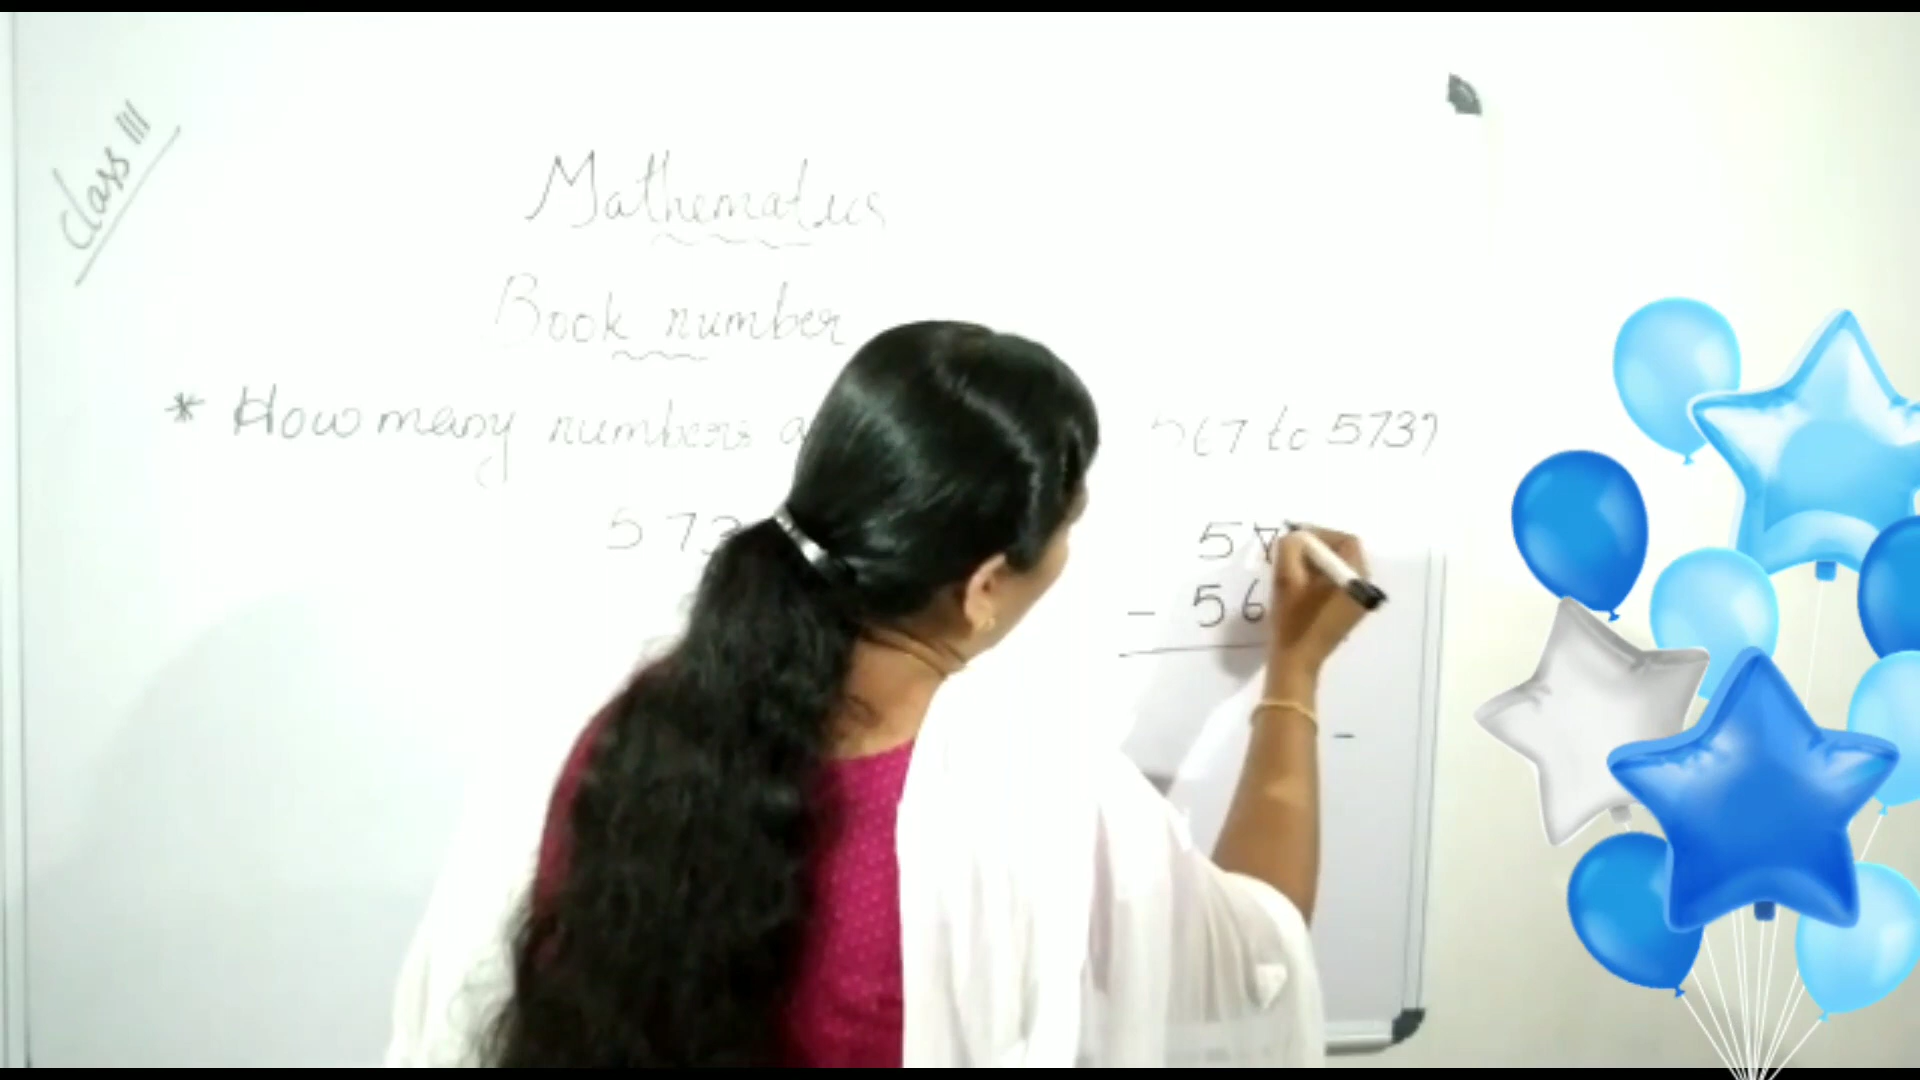 Class III
Mathematics
Book number
* How many numbers 567 to 573?
573
57
- 56